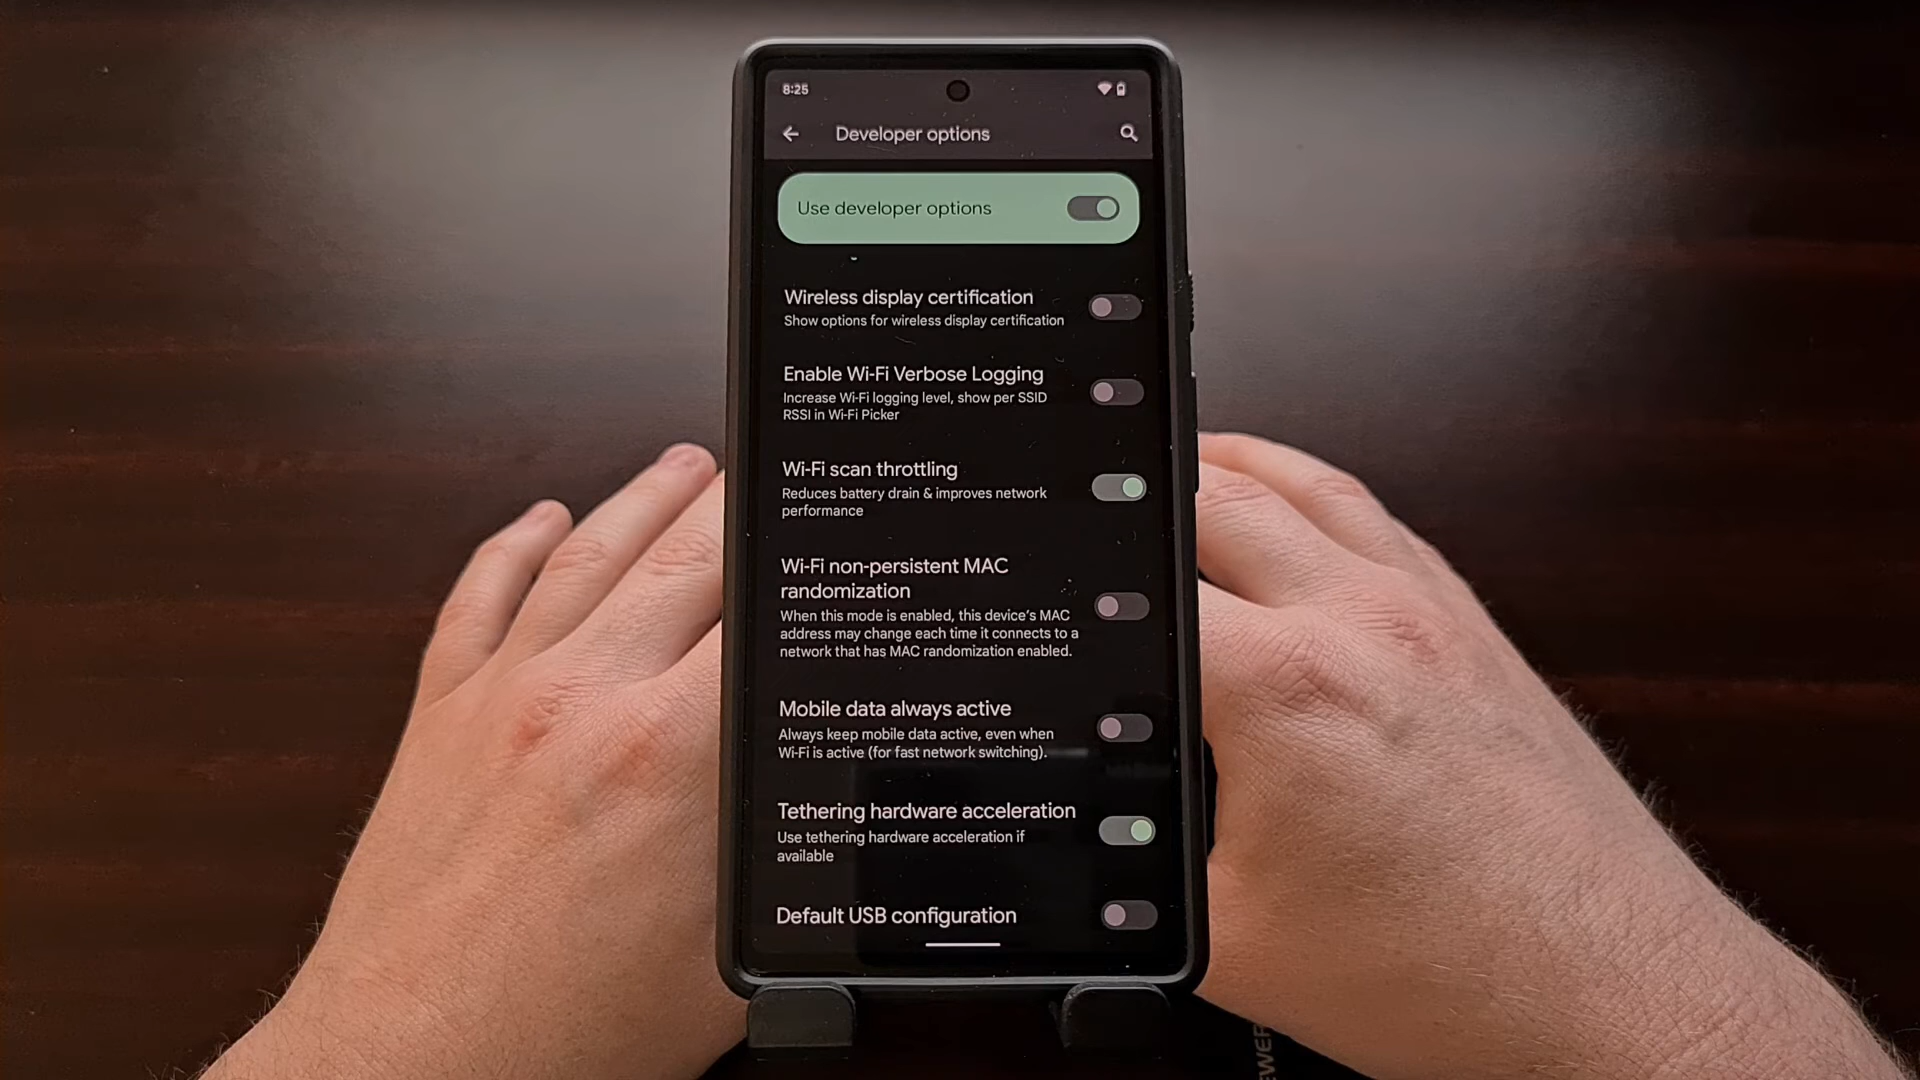 8:25
Developer options
Use developer options
Wireless display certification
Show options for wireless display certification
Enable Wi-Fi Verbose Logging
Increase Wi-Fi logging level, show per SSID
RSSI in Wi-Fi Picker
Wi-Fi scan throttling
Reduces battery drain & improves network
performance
Wi-Fi non-persistent MAC
randomization
When this mode is enabled, this device's MAC
address may change each time it connects to a
network that has MAC randomization enabled.
Mobile data always active
Always keep mobile data active, even when
Wi-Fi is active (for fast network switching).
Tethering hardware acceleration
Use tethering hardware acceleration if
available
Default USB configuration